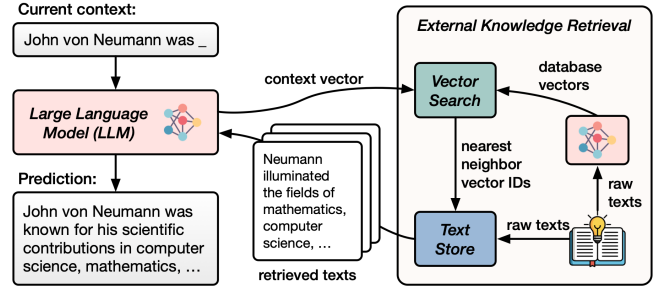 Current context:
John von Neumann was _
Large Language
Model (LLM)
Prediction:
John von Neumann was
known for his scientific
contributions in computer
science, mathematics, …
context vector
Neumann
illuminated
the fields of
mathematics,
computer
science, …
retrieved texts
External Knowledge Retrieval
Vector
Search
database
vectors
nearest
neighbor
vector IDs
raw
texts
Text
Store
raw texts